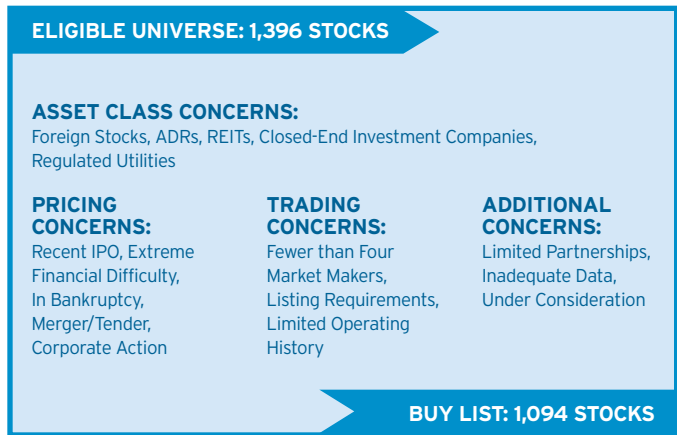 ELIGIBLE UNIVERSE: 1,396 STOCKS
ASSET CLASS CONCERNS:
Foreign Stocks, ADRs, REITs, Closed-End Investment Companies,
Regulated Utilities
PRICING
CONCERNS:
Recent IPO, Extreme
Financial Difficulty,
In Bankruptcy,
Merger/Tender,
Corporate Action
TRADING
CONCERNS:
Fewer than Four
Market Makers,
Listing Requirements,
Limited Operating
History
ADDITIONAL
CONCERNS:
Limited Partnerships,
Inadequate Data,
Under Consideration
BUY LIST: 1,094 STOCKS